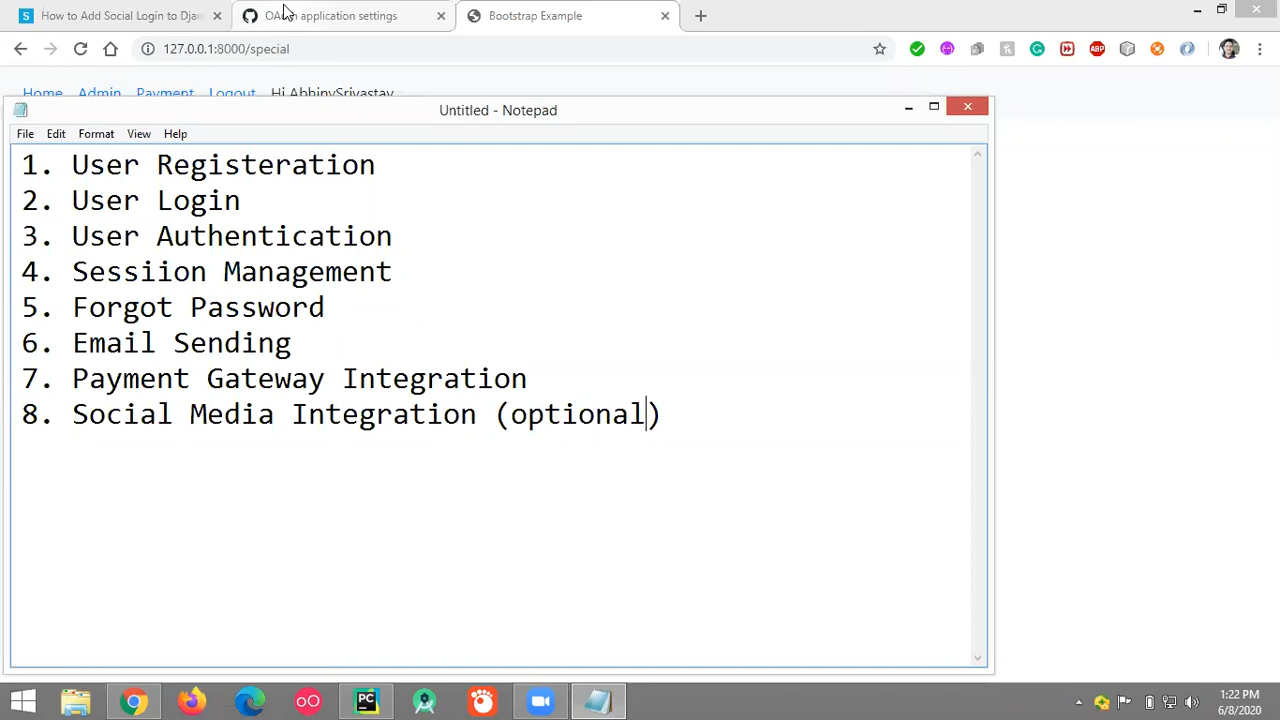 How to Add Social Login to Djan
OAuth application settings
Bootstrap Example
127.0.0.1:8000/special
Home Admin Payment Logout Hi AbhinySrivastav
Untitled - Notepad
File Edit Format View Help
1. User Registeration
2. User Login
3. User Authentication
4. Sessiion Management
5. Forgot Password
6. Email Sending
7. Payment Gateway Integration
8. Social Media Integration (optional)
1:22 PM
6/8/2020